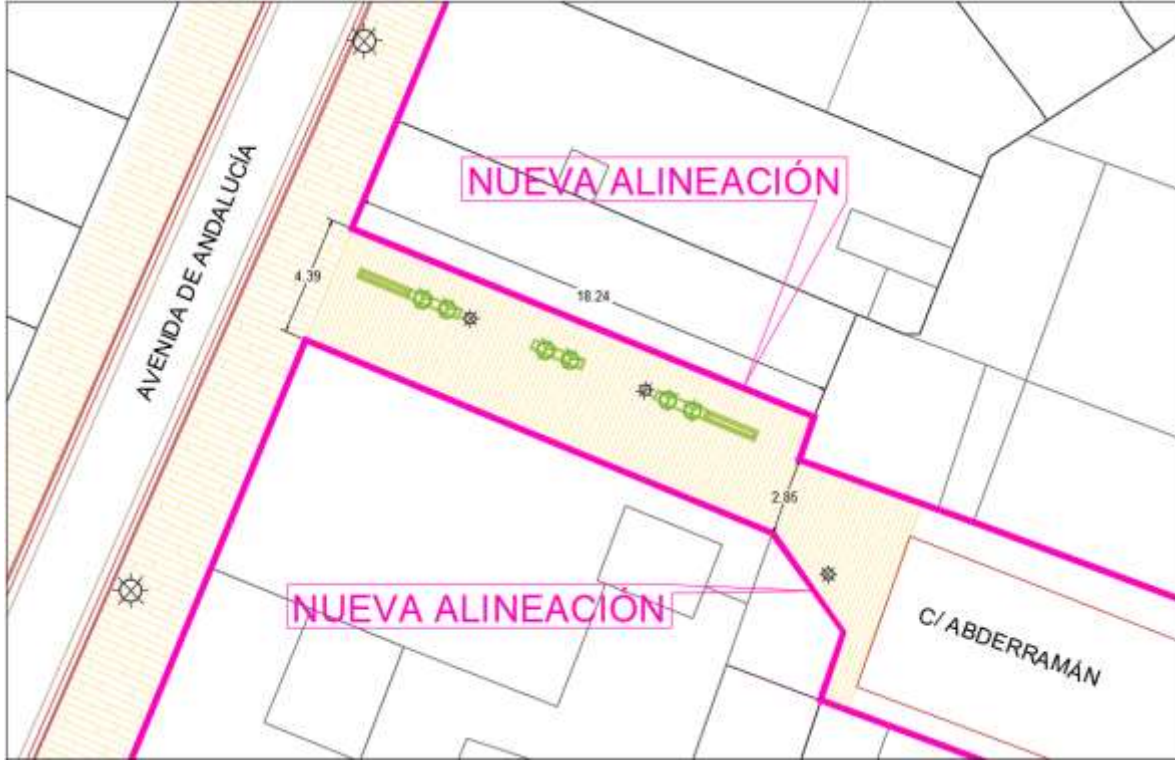 NUEVA ALINEACIÓN
AVENIDA DE ANDALUCÍA
4.39
18.24
2.85
NUEVA ALINEACIÓN
C/ ABDERRAMÁN